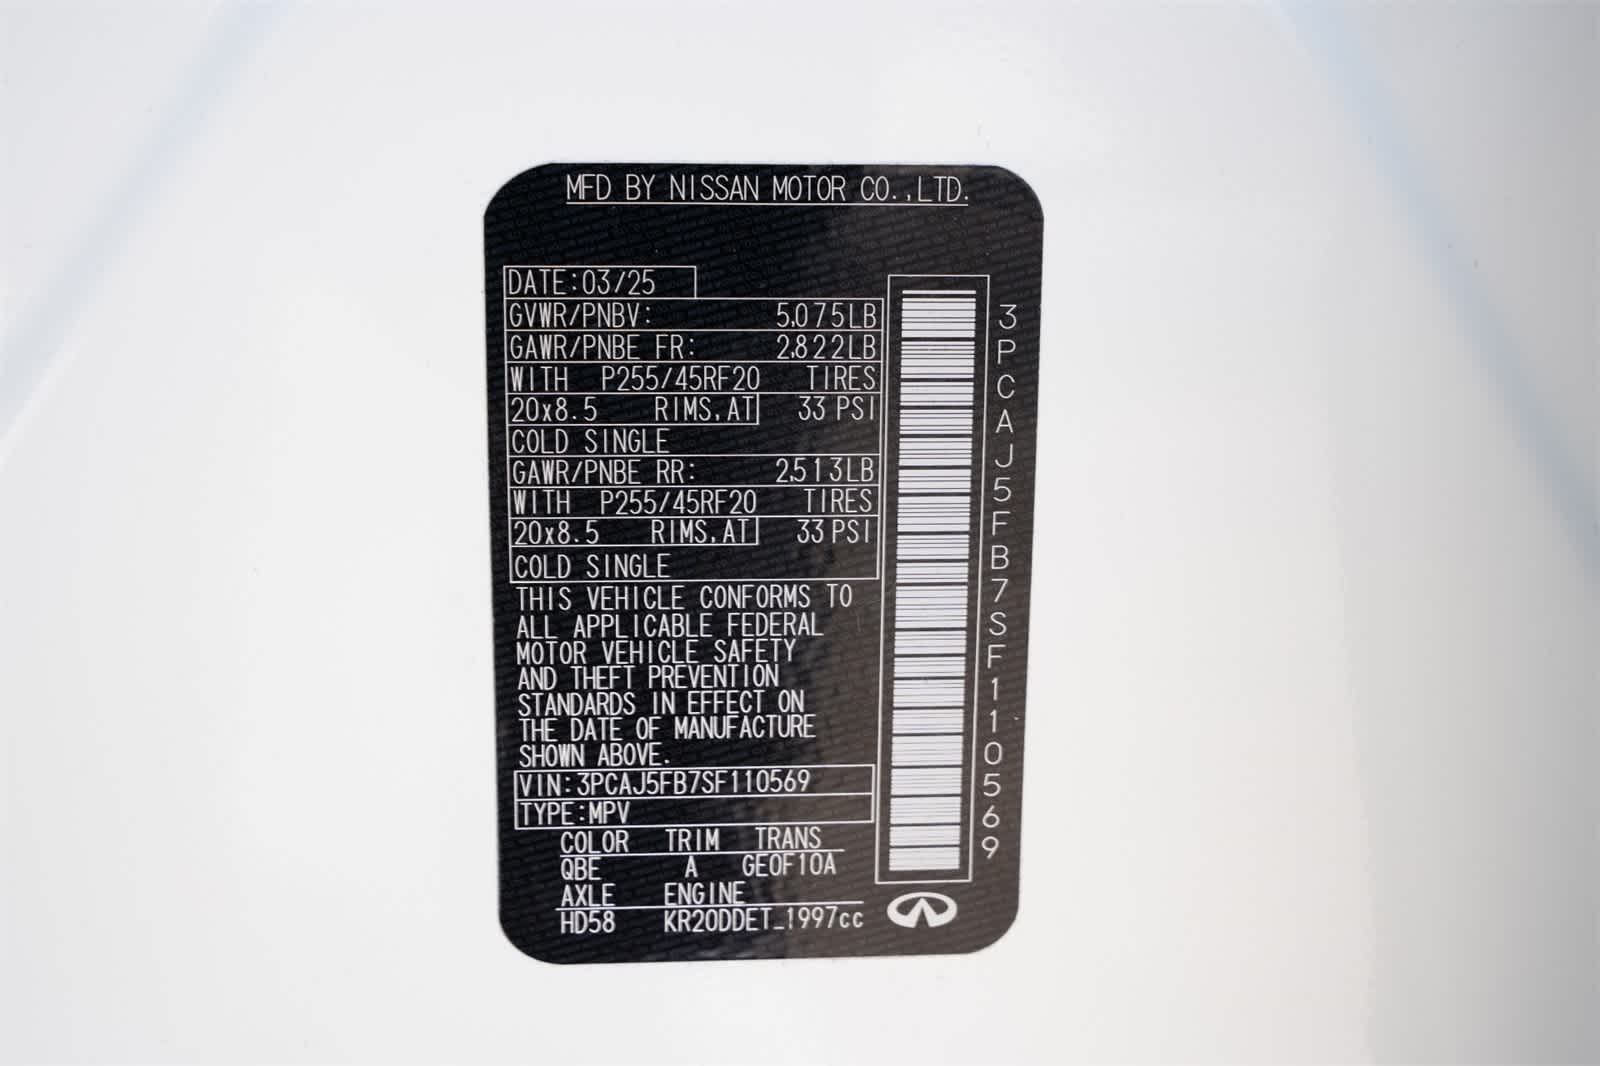 MFD BY NISSAN MOTOR CO.,LTD.
DATE:03/25
GVWR/PNBV: 5,075LB
GAWR/PNBE FR: 2,822LB
WITH P255/45RF20 TIRES
20x8.5 RIMS,AT 33 PSI
COLD SINGLE
GAWR/PNBE RR: 2,513LB
WITH P255/45RF20 TIRES
20x8.5 RIMS,AT 33 PSI
COLD SINGLE
THIS VEHICLE CONFORMS TO
ALL APPLICABLE FEDERAL
MOTOR VEHICLE SAFETY
AND THEFT PREVENTION
STANDARDS IN EFFECT ON
THE DATE OF MANUFACTURE
SHOWN ABOVE.
VIN:3PCAJ5FB7SF110569
TYPE:MPV
COLOR TRIM TRANS
QBE A GE0F10A
AXLE ENGINE
HD58 KR20DDET_1997cc
3PCAJ5FB7SF110569